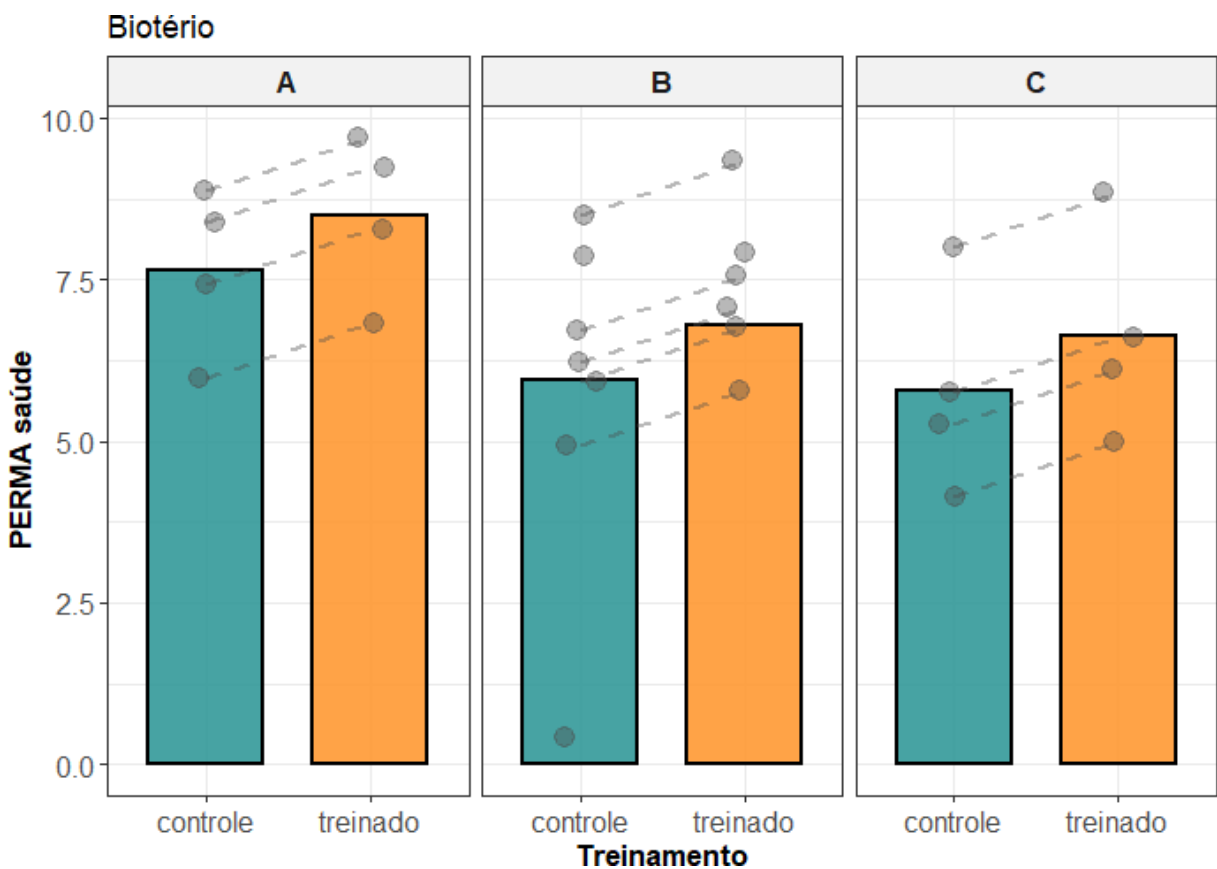 Biotério
A B C
10.0
7.5
5.0
2.5
0.0
PERMA saúde
controle treinado controle treinado controle treinado
Treinamento